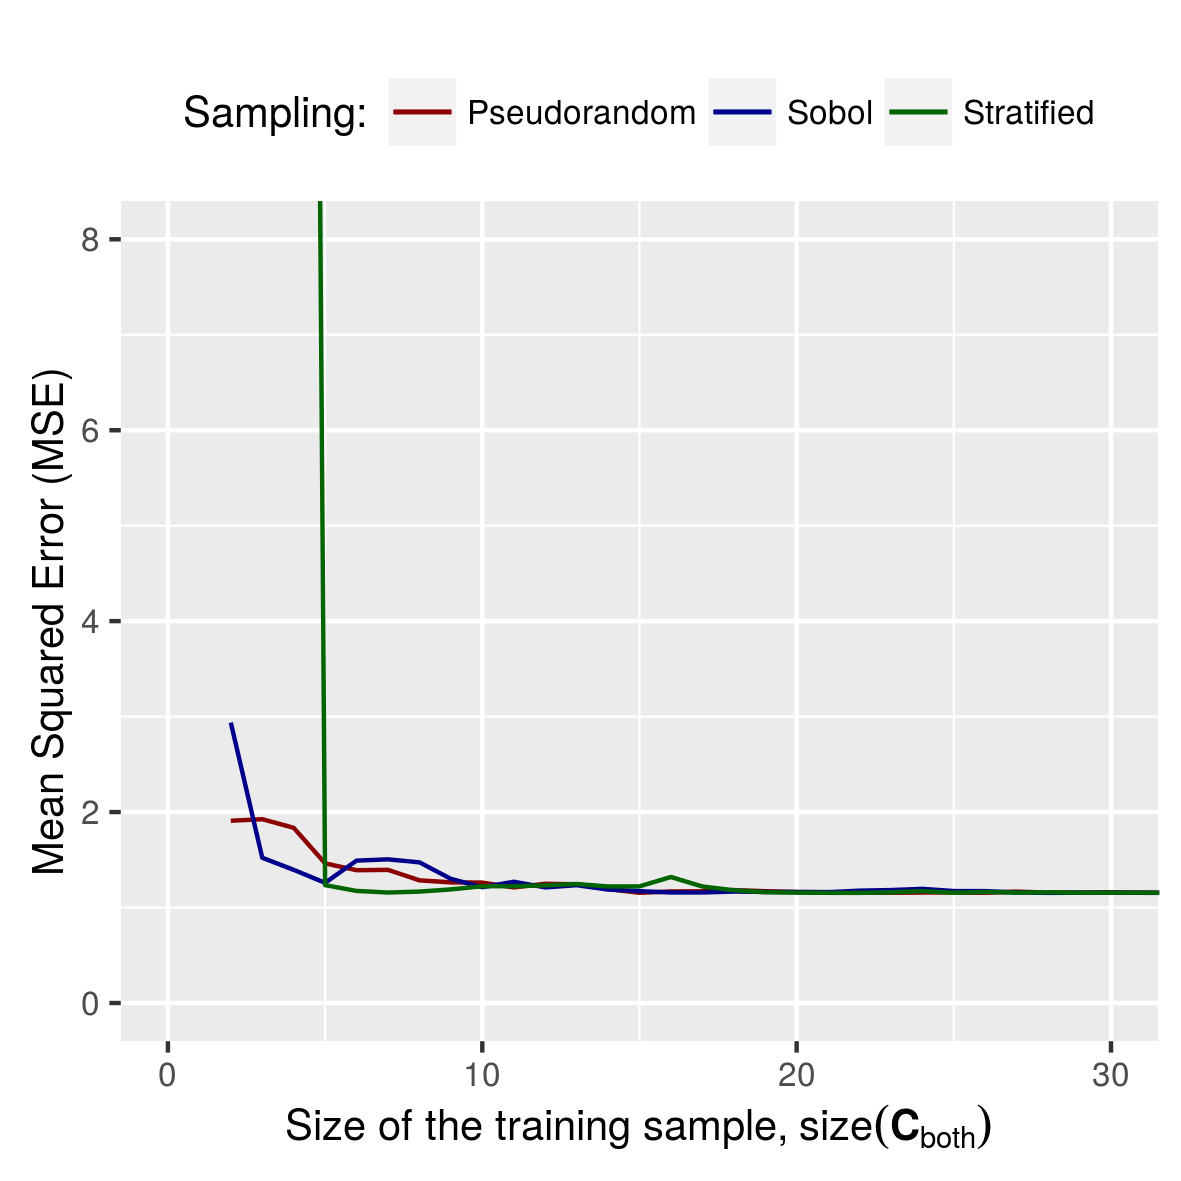 Sampling: Pseudorandom Sobol Stratified
8
6
4
2
0
Mean Squared Error (MSE)
0 10 20 30
Size of the training sample, size(C_both)